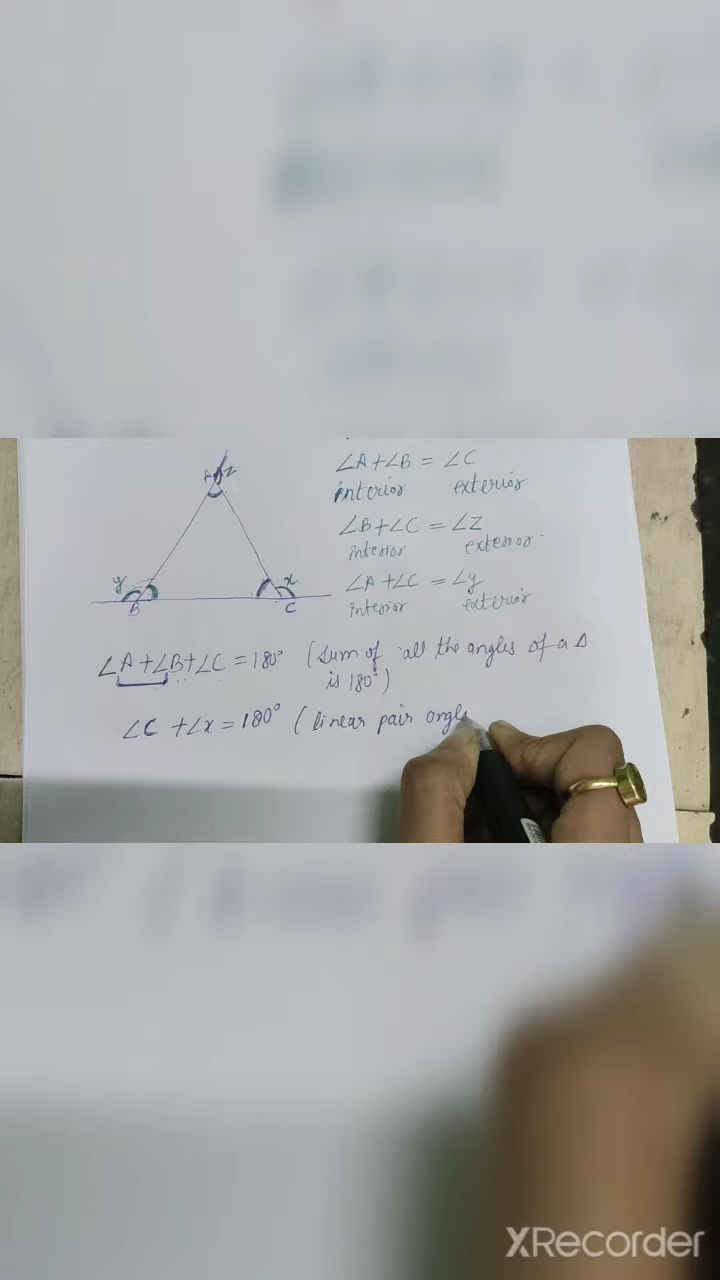 A Z
∠A+∠B = ∠C
interior exterior
∠B+∠C = ∠Z
interior exterior
∠A+∠C = ∠y
interior exterior
y x
B C
∠A+∠B+∠C = 180° (sum of all the angles of a Δ
is 180°)
∠C +∠x = 180° (linear pair angle
XRecorder